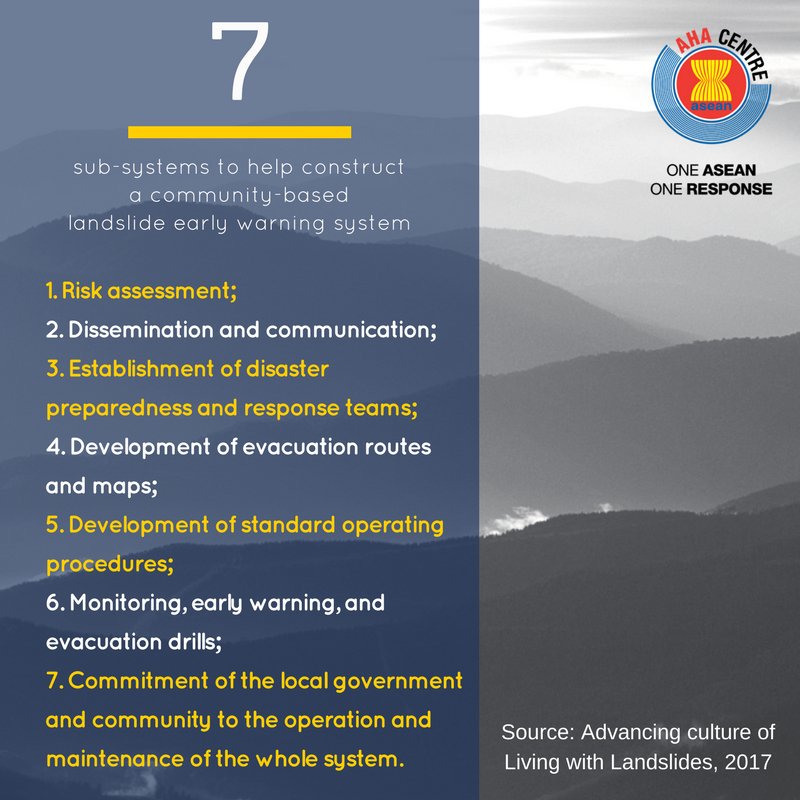 7
sub-systems to help construct
a community-based
landslide early warning system
1. Risk assessment;
2. Dissemination and communication;
3. Establishment of disaster
preparedness and response teams;
4. Development of evacuation routes
and maps;
5. Development of standard operating
procedures;
6. Monitoring, early warning, and
evacuation drills;
7. Commitment of the local government
and community to the operation and
maintenance of the whole system.
AHA CENTRE
asean
ONE ASEAN
ONE RESPONSE
Source: Advancing culture of
Living with Landslides, 2017